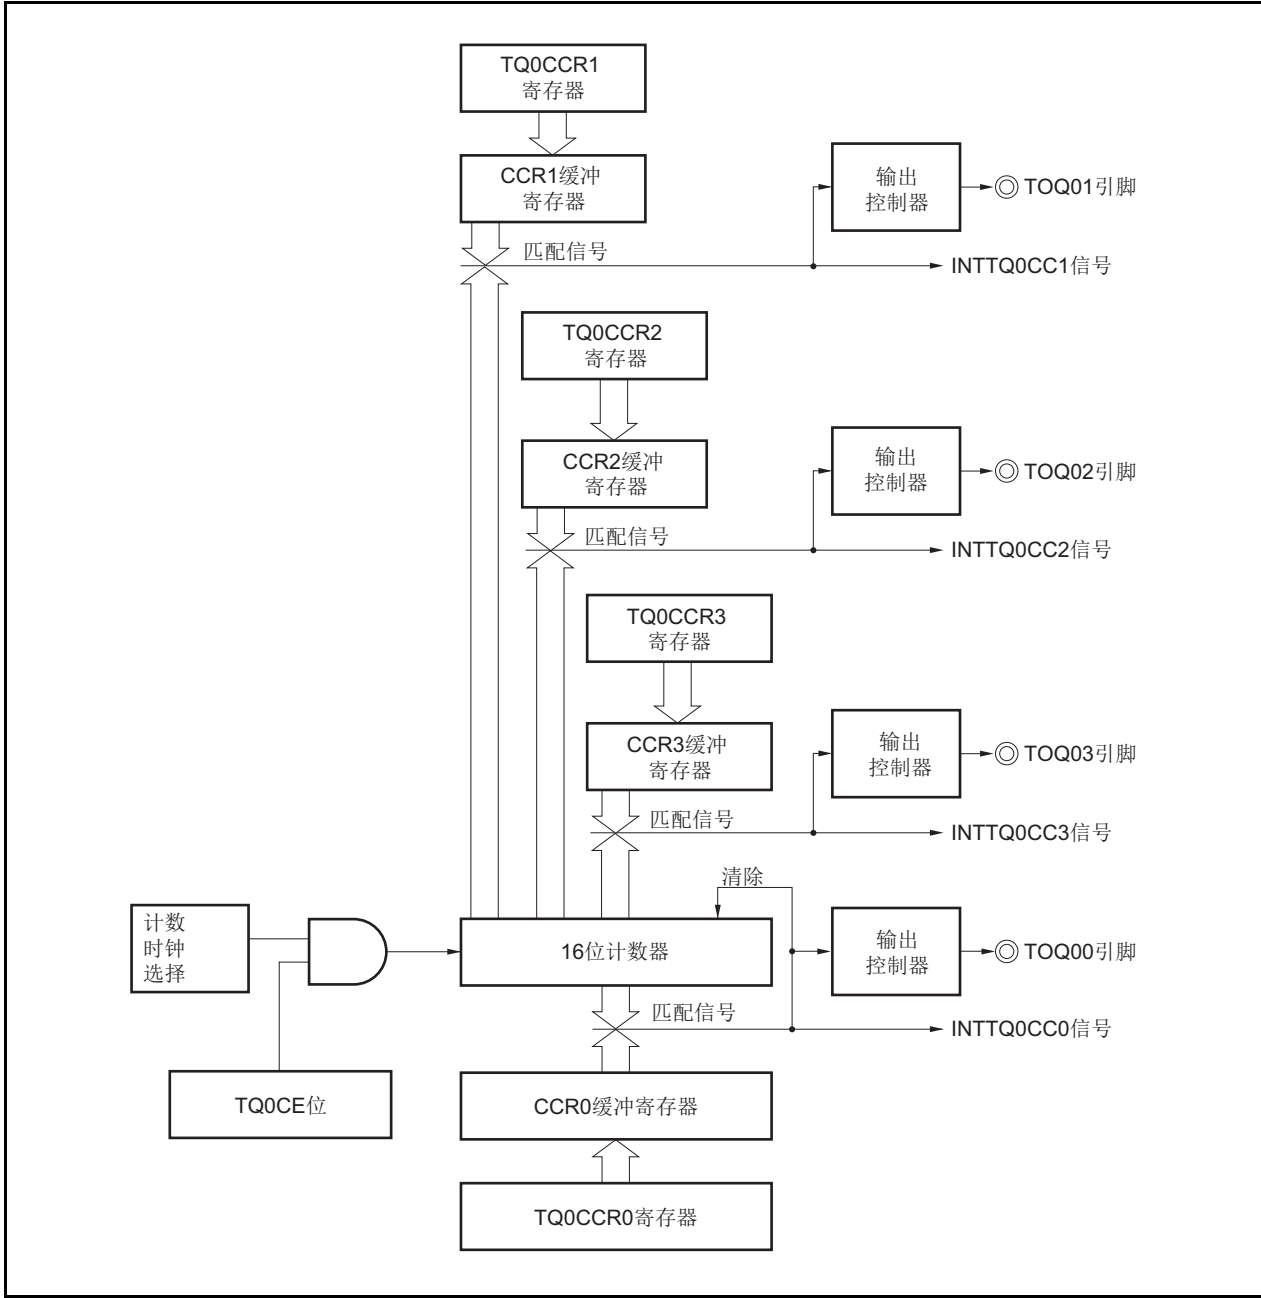 TQ0CCR1
寄存器
CCR1缓冲
寄存器
输出
控制器
TOQ01引脚
匹配信号
INTTQ0CC1信号
TQ0CCR2
寄存器
CCR2缓冲
寄存器
输出
控制器
TOQ02引脚
匹配信号
INTTQ0CC2信号
TQ0CCR3
寄存器
CCR3缓冲
寄存器
输出
控制器
TOQ03引脚
匹配信号
INTTQ0CC3信号
清除
计数
时钟
选择
16位计数器
输出
控制器
TOQ00引脚
匹配信号
INTTQ0CC0信号
TQ0CE位
CCR0缓冲寄存器
TQ0CCR0寄存器